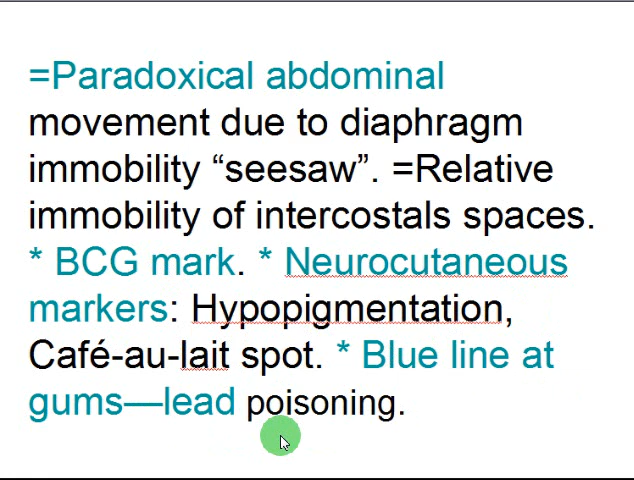 =Paradoxical abdominal
movement due to diaphragm
immobility “seesaw”. =Relative
immobility of intercostals spaces.
* BCG mark. * Neurocutaneous
markers: Hypopigmentation,
Café-au-lait spot. * Blue line at
gums—lead poisoning.